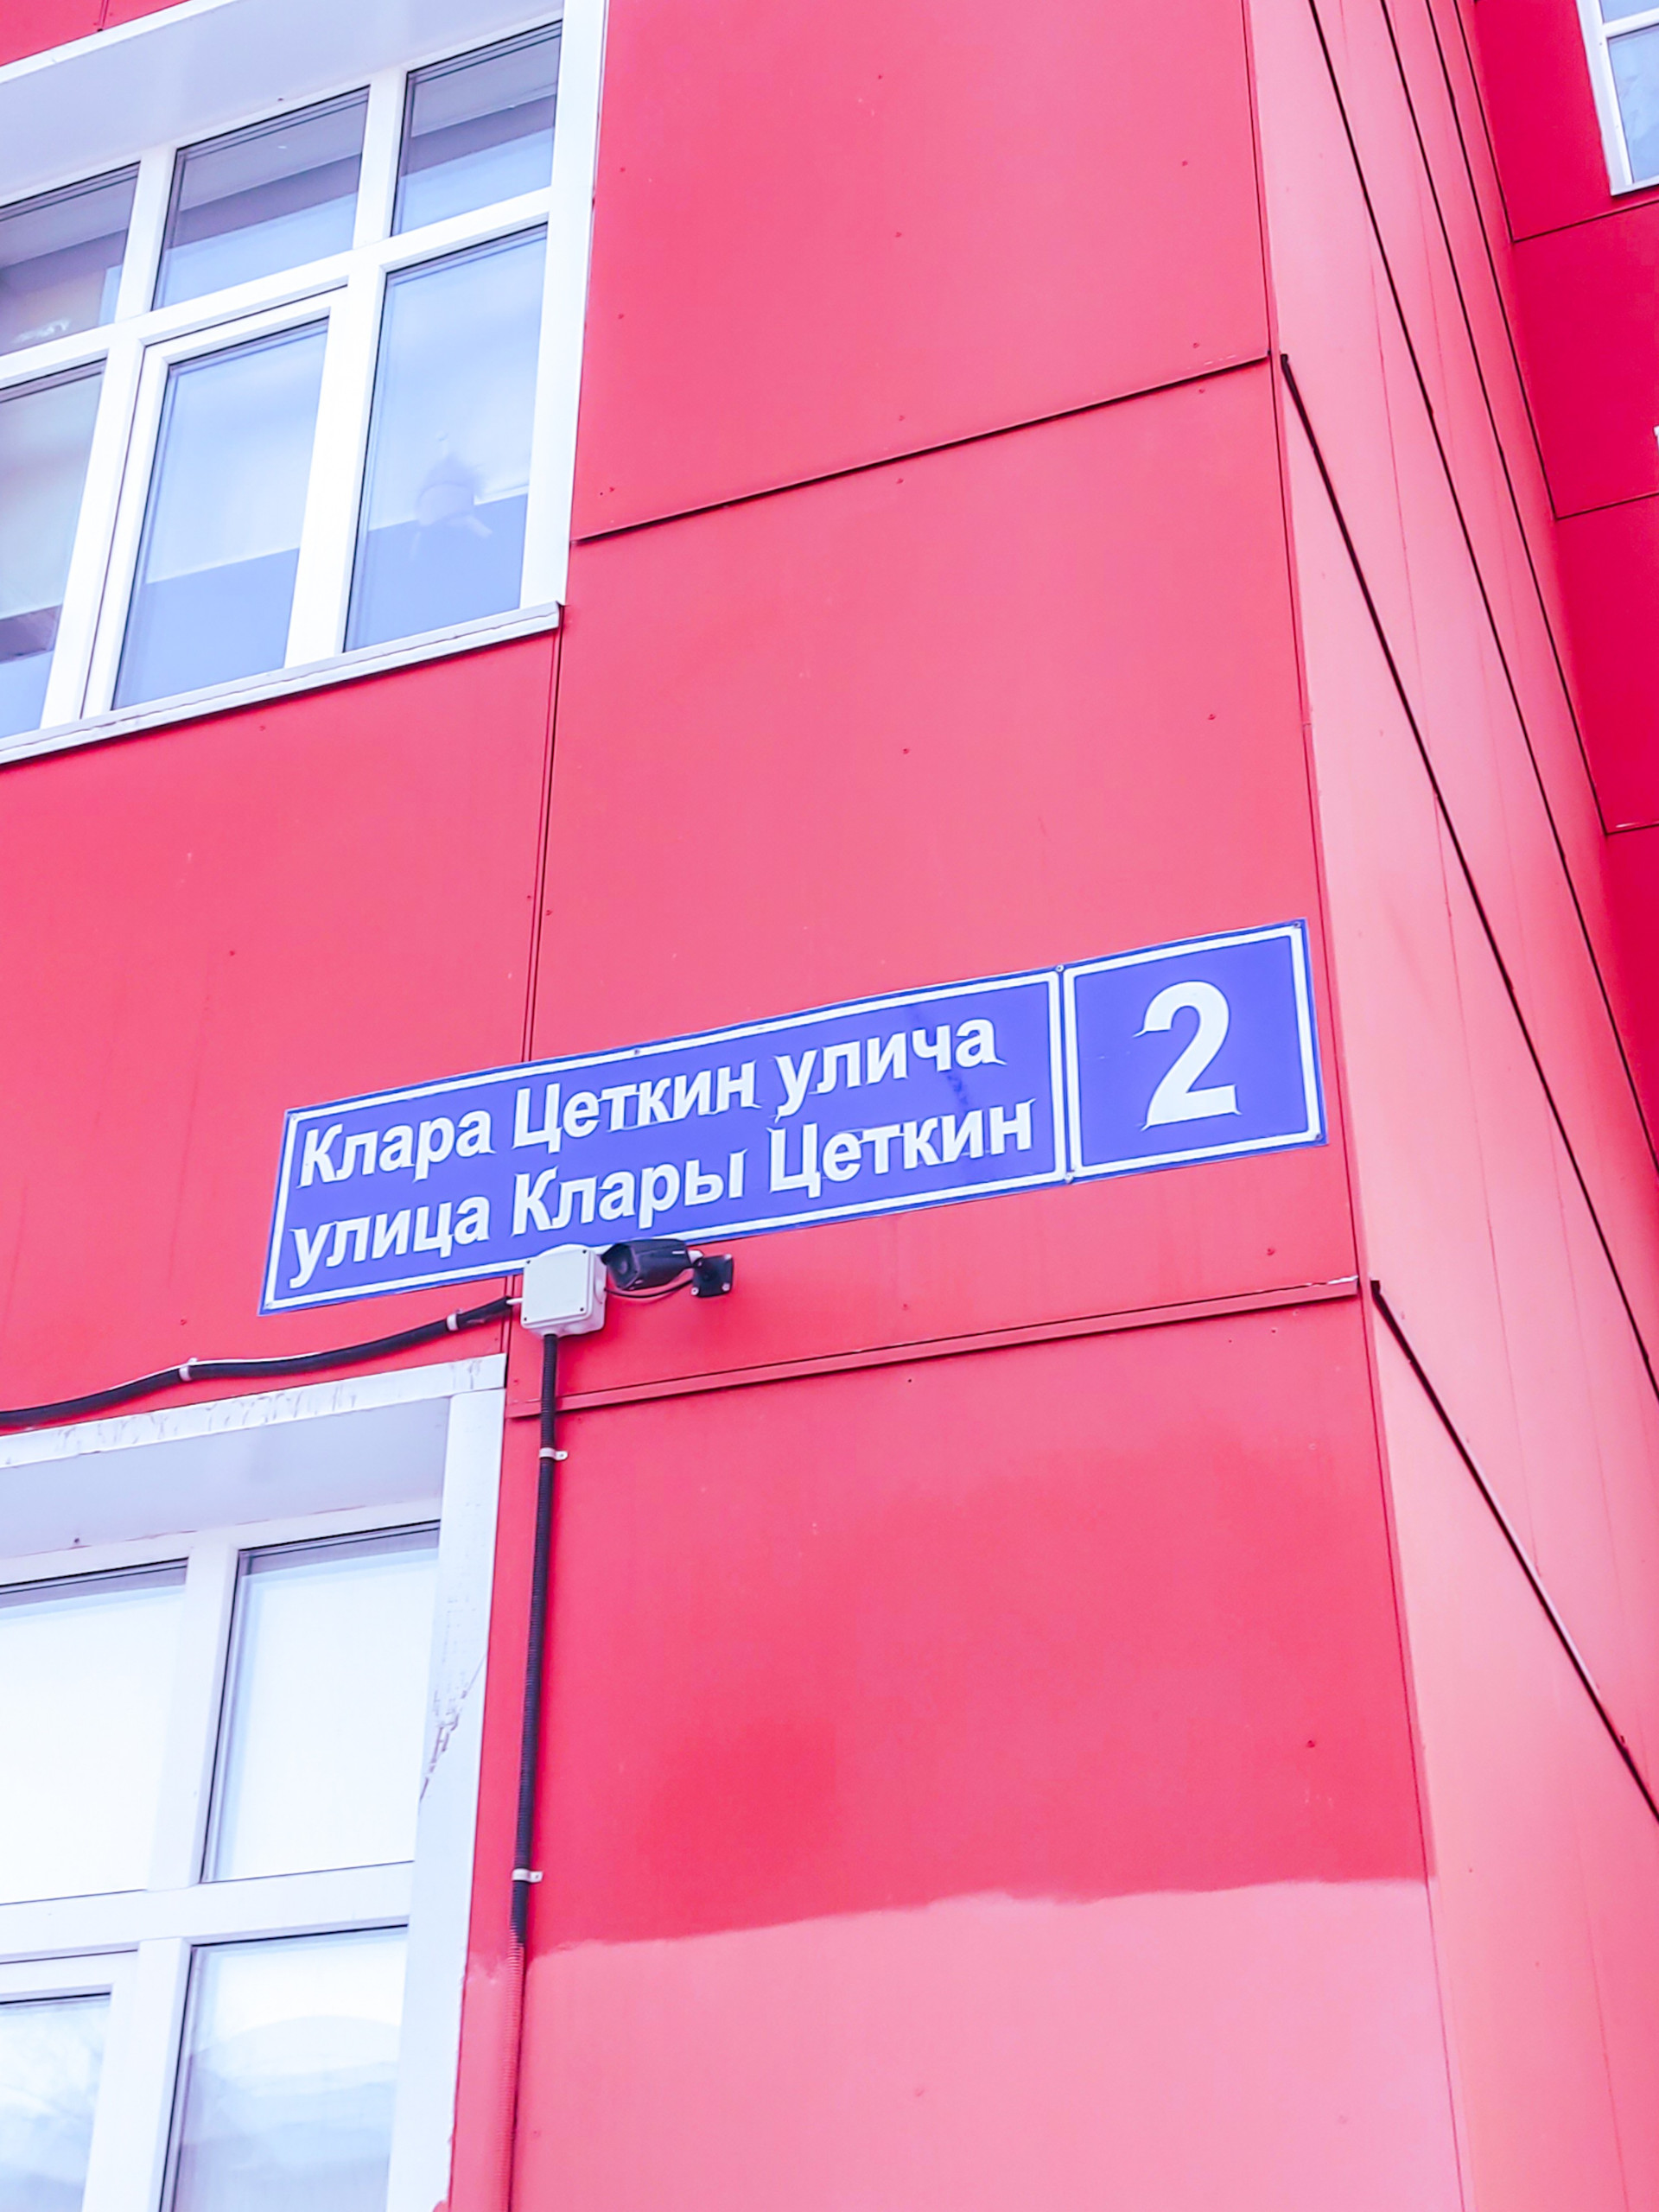 Клара Цеткин улича
улица Клары Цеткин
2